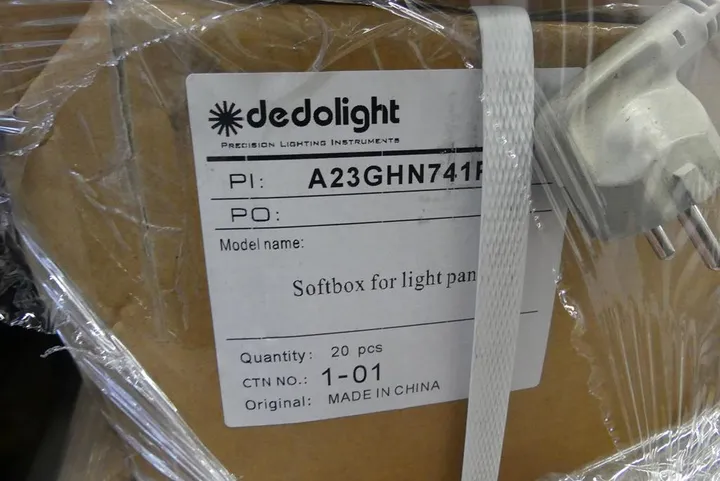 dedolight
PRECISION LIGHTING INSTRUMENTS
PI: A23GHN741
PO:
Model name:
Softbox for light
Quantity: 20 pcs
CTN NO.: 1-01
Original: MADE IN CHINA